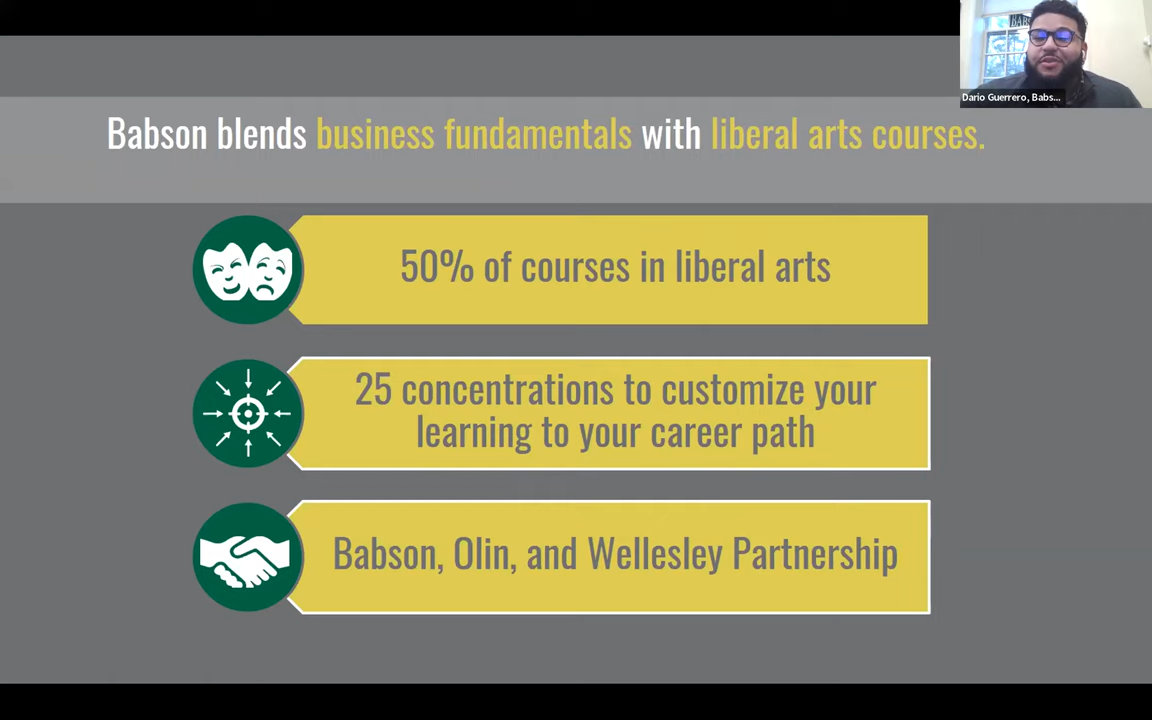 BABS
Dario Guerrero, Babs...
Babson blends business fundamentals with liberal arts courses.
50% of courses in liberal arts
25 concentrations to customize your
learning to your career path
Babson, Olin, and Wellesley Partnership